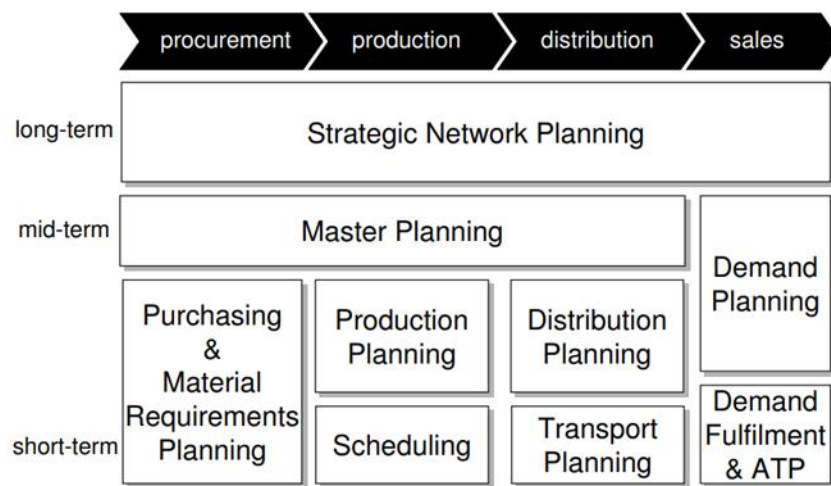 procurement
production
distribution
sales
long-term
Strategic Network Planning
mid-term
Master Planning
Demand
Planning
Purchasing
&
Material
Requirements
Planning
Production
Planning
Distribution
Planning
short-term
Scheduling
Transport
Planning
Demand
Fulfilment
& ATP